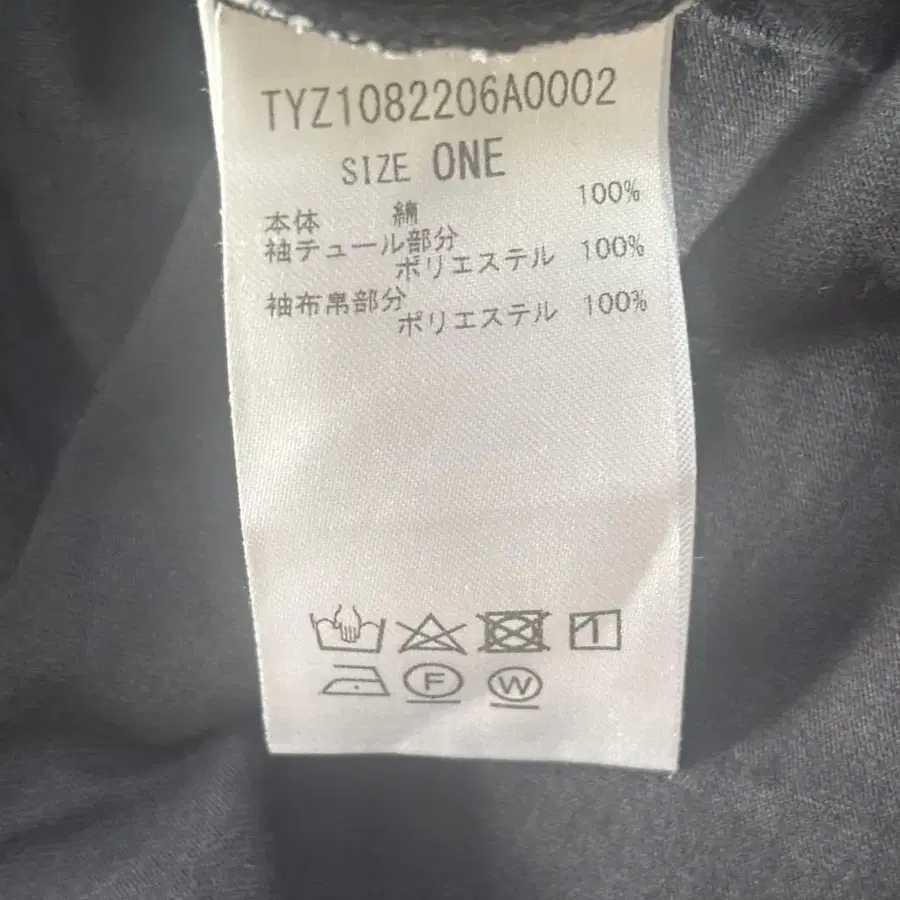 TYZ1082206A0002
SIZE ONE
本体 綿 100%
袖チュール部分
ポリエステル 100%
袖布帛部分
ポリエステル 100%
F W